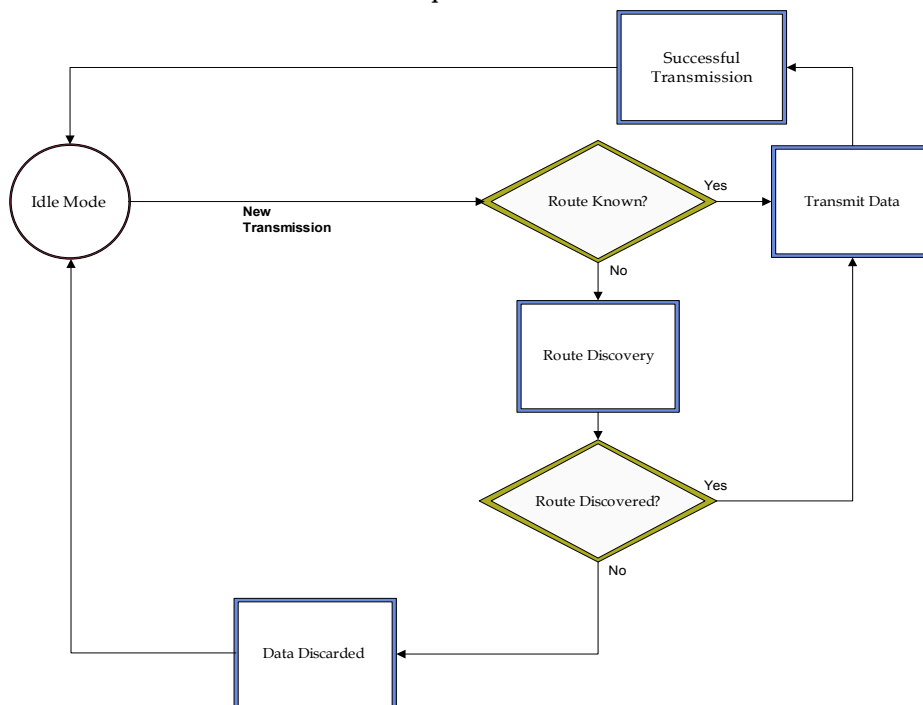 Successful
Transmission
Idle Mode
New
Transmission
Route Known?
Yes
Transmit Data
No
Route Discovery
Route Discovered?
Yes
No
Data Discarded